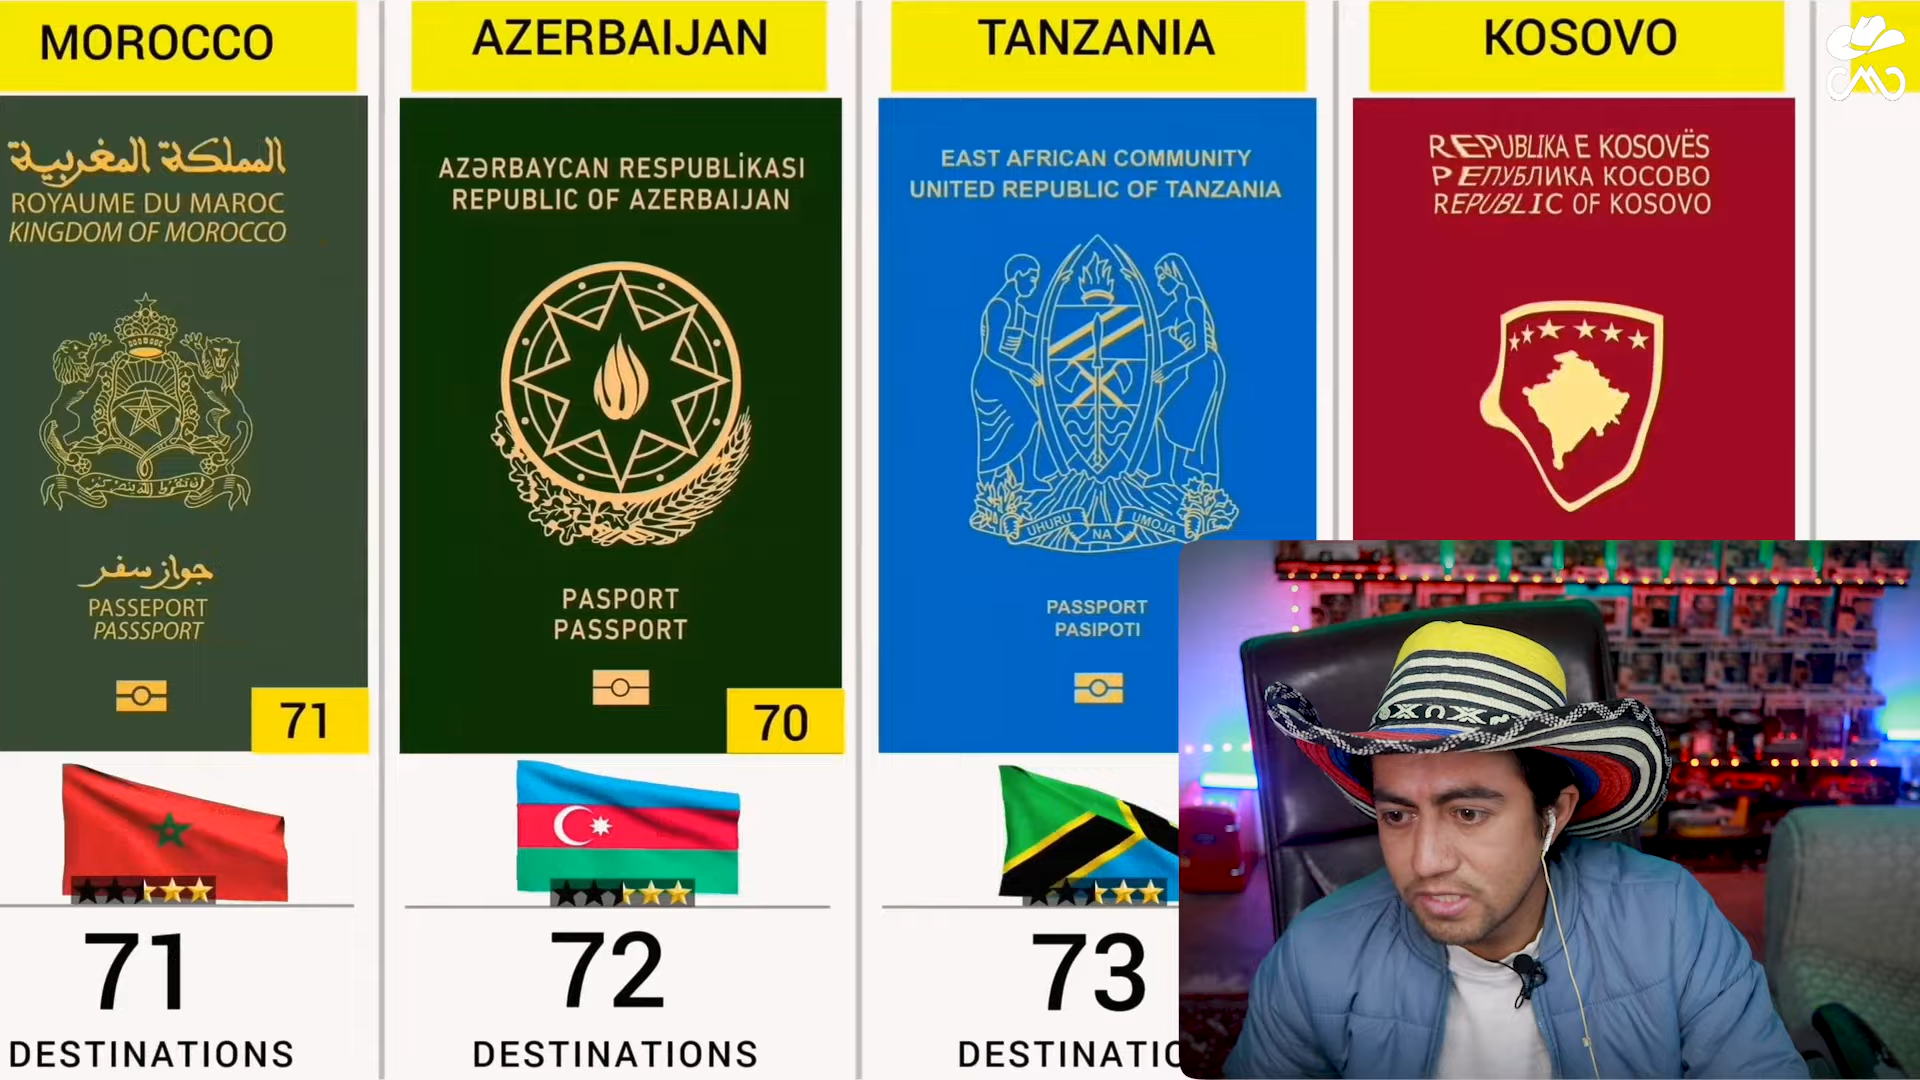 MOROCCO
المملكة المغربية
ROYAUME DU MAROC
KINGDOM OF MOROCCO
جواز سفر
PASSEPORT
PASSSPORT
71
71
DESTINATIONS
AZERBAIJAN
AZƏRBAYCAN RESPUBLİKASI
REPUBLIC OF AZERBAIJAN
PASPORT
PASSPORT
70
72
DESTINATIONS
TANZANIA
EAST AFRICAN COMMUNITY
UNITED REPUBLIC OF TANZANIA
UHURU NA UMOJA
PASSPORT
PASIPOTI
73
DESTINATIO
KOSOVO
REPUBLIKA E KOSOVËS
РЕПУБЛИКА КОСОВО
REPUBLIC OF KOSOVO